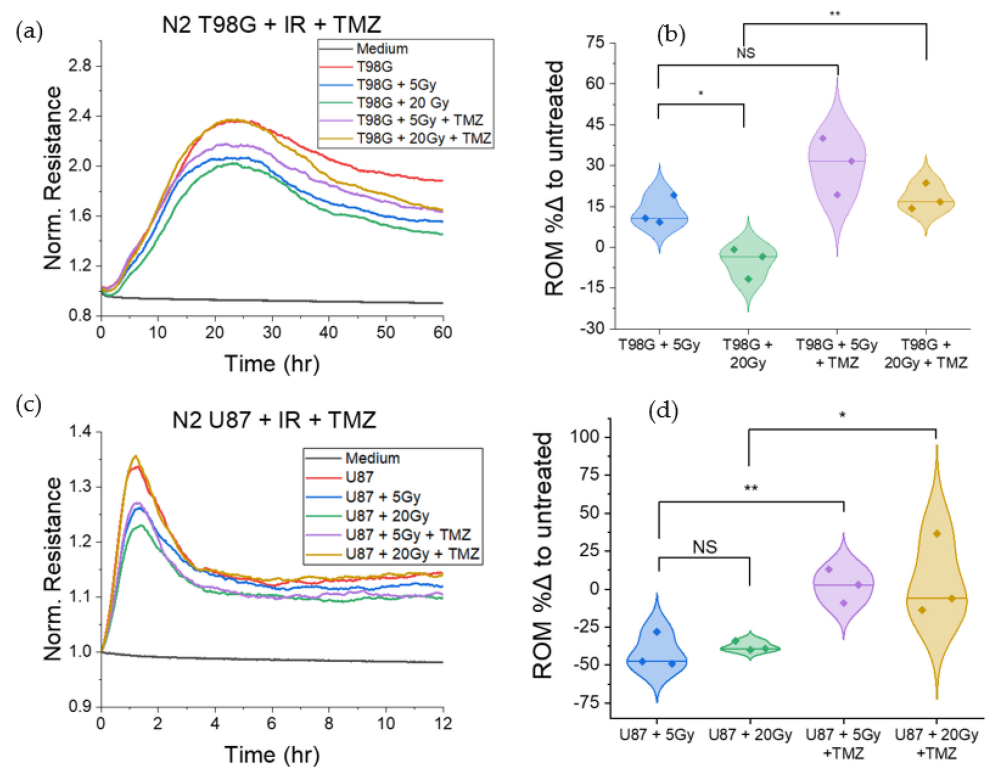 (a)
N2 T98G + IR + TMZ
Medium
T98G
T98G + 5Gy
T98G + 20 Gy
T98G + 5Gy + TMZ
T98G + 20Gy + TMZ
Norm. Resistance
2.8
2.4
2.0
1.6
1.2
0.8
0 10 20 30 40 50 60
Time (hr)
(b)
**
NS
*
ROM %Δ to untreated
75
60
45
30
15
0
-15
-30
T98G + 5Gy T98G + T98G + 5Gy T98G +
20Gy + TMZ 20Gy + TMZ
(c)
N2 U87 + IR + TMZ
Medium
U87
U87 + 5Gy
U87 + 20Gy
U87 + 5Gy + TMZ
U87 + 20Gy + TMZ
Norm. Resistance
1.4
1.3
1.2
1.1
1.0
0.9
0 2 4 6 8 10 12
Time (hr)
(d)
*
**
NS
ROM %Δ to untreated
100
75
50
25
0
-25
-50
-75
U87 + 5Gy U87 + 20Gy U87 + 5Gy U87 + 20Gy
+TMZ +TMZ